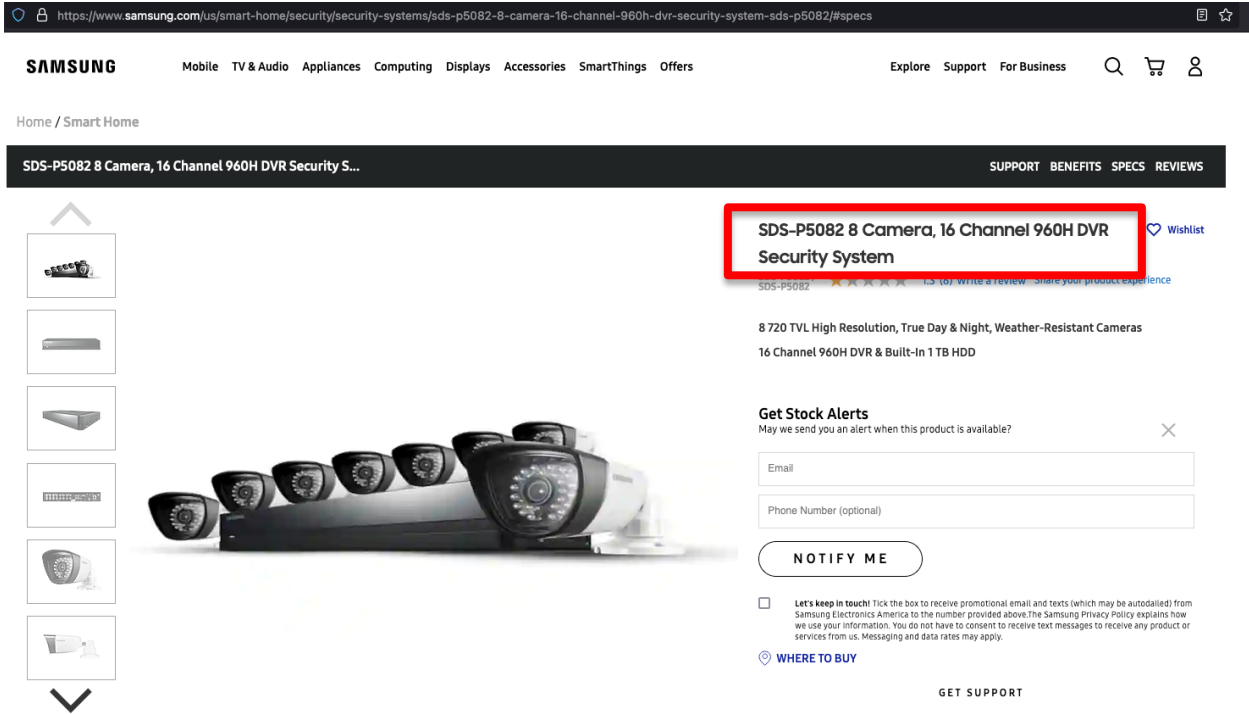 https://www.samsung.com/us/smart-home/security/security-systems/sds-p5082-8-camera-16-channel-960h-dvr-security-system-sds-p5082/#specs
SAMSUNG Mobile TV & Audio Appliances Computing Displays Accessories SmartThings Offers Explore Support For Business
Home / Smart Home
SDS-P5082 8 Camera, 16 Channel 960H DVR Security S... SUPPORT BENEFITS SPECS REVIEWS
SDS-P5082 8 Camera, 16 Channel 960H DVR
Security System
Wishlist
SDS-P5082 1.3 (6) Write a review Share your product experience
8 720 TVL High Resolution, True Day & Night, Weather-Resistant Cameras
16 Channel 960H DVR & Built-In 1 TB HDD
Get Stock Alerts
May we send you an alert when this product is available?
Email
Phone Number (optional)
NOTIFY ME
Let's keep in touch! Tick the box to receive promotional email and texts (which may be autodailed) from
Samsung Electronics America to the number provided above.The Samsung Privacy Policy explains how
we use your information. You do not have to consent to receive text messages to receive any product or
services from us. Messaging and data rates may apply.
WHERE TO BUY
GET SUPPORT